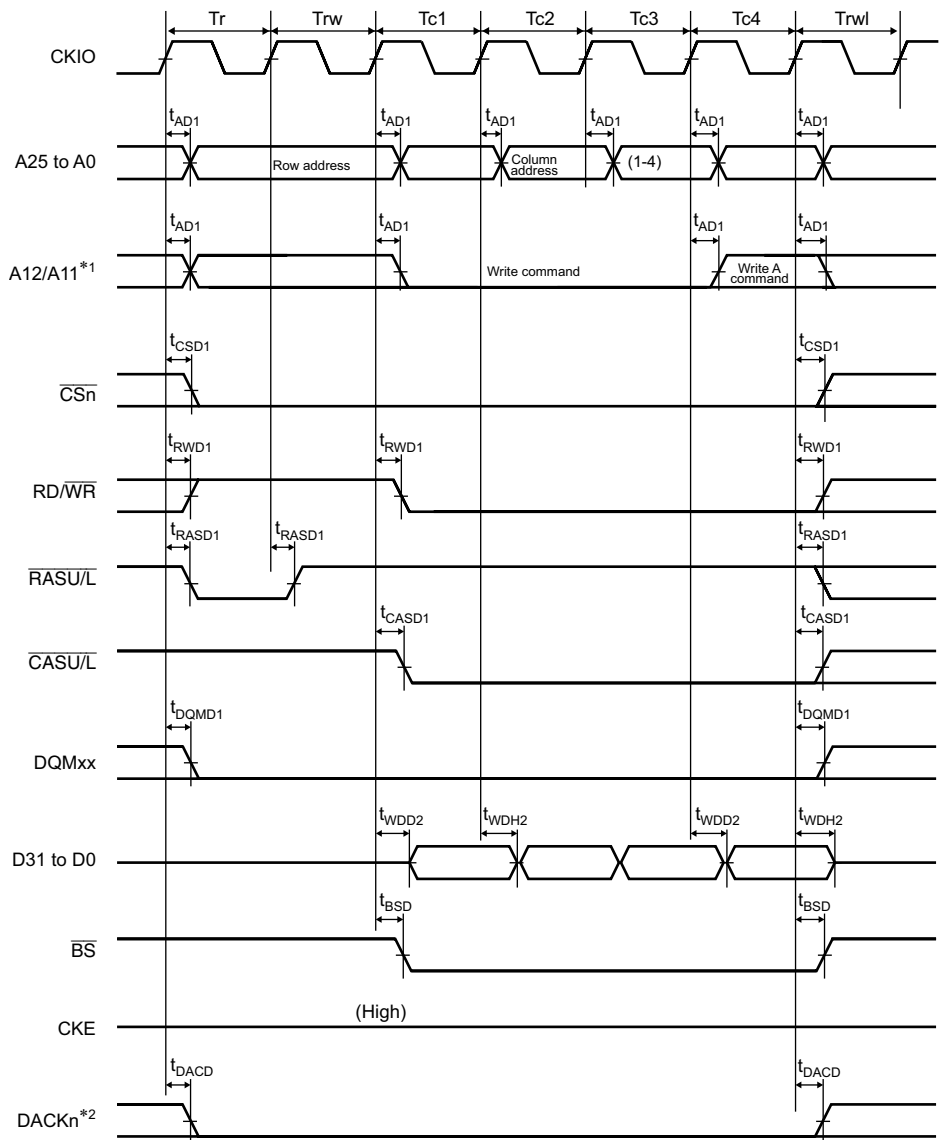 Tr Trw Tc1 Tc2 Tc3 Tc4 Trwl
CKIO
tAD1 tAD1 tAD1 tAD1 tAD1 tAD1
A25 to A0 Row address Column address (1-4)
tAD1 tAD1 tAD1 tAD1
A12/A11*1 Write command Write A command
tCSD1 tCSD1
CSn
tRWD1 tRWD1 tRWD1
RD/WR
tRASD1 tRASD1 tRASD1
RASU/L
tCASD1 tCASD1
CASU/L
tDQMD1 tDQMD1
DQMxx
tWDD2 tWDH2 tWDD2 tWDH2
D31 to D0
tBSD tBSD
BS
(High)
CKE
tDACD tDACD
DACKn*2